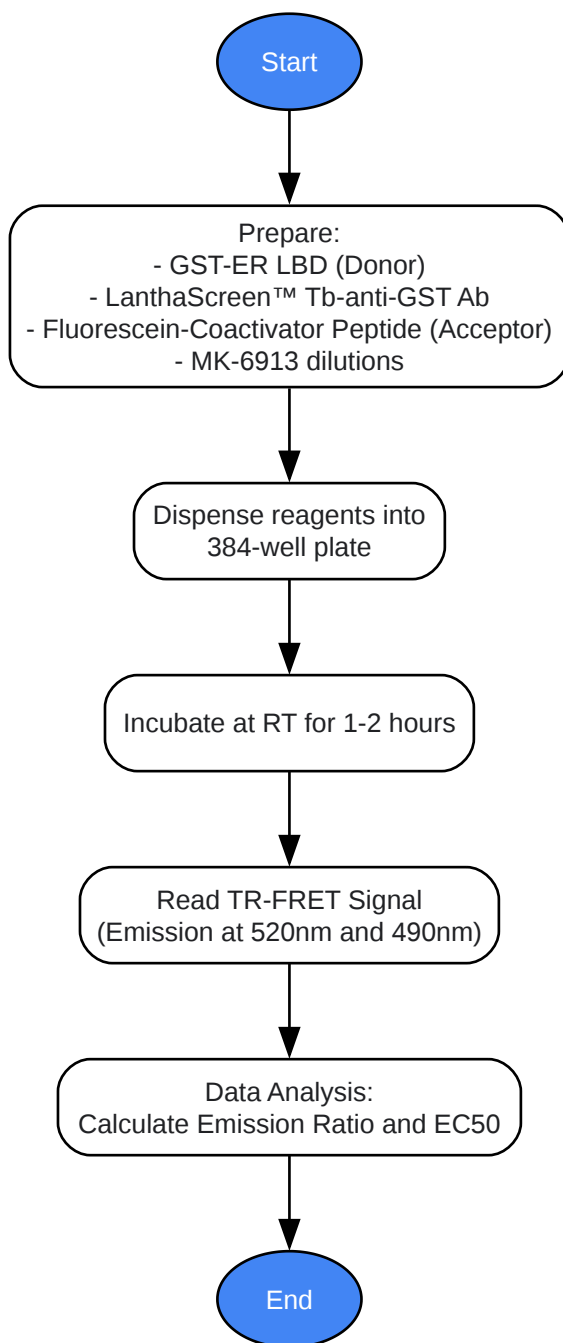 Start
Prepare:
- GST-ER LBD (Donor)
- LanthaScreen™ Tb-anti-GST Ab
- Fluorescein-Coactivator Peptide (Acceptor)
- MK-6913 dilutions
Dispense reagents into
384-well plate
Incubate at RT for 1-2 hours
Read TR-FRET Signal
(Emission at 520nm and 490nm)
Data Analysis:
Calculate Emission Ratio and EC50
End